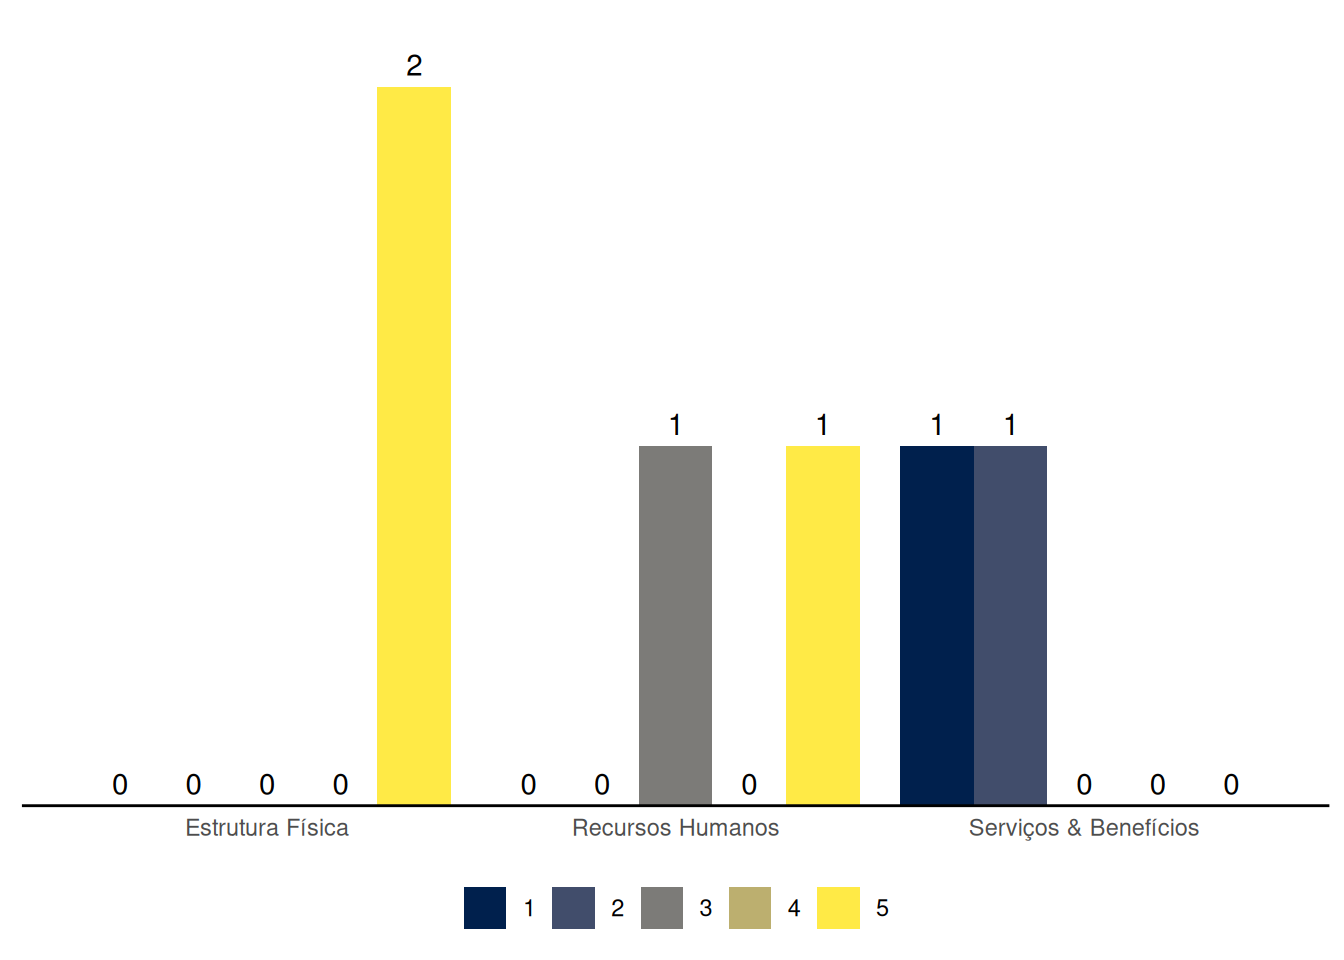 2
1 1 1 1
0 0 0 0 0 0 0 0 0 0
Estrutura Física Recursos Humanos Serviços & Benefícios
1 2 3 4 5